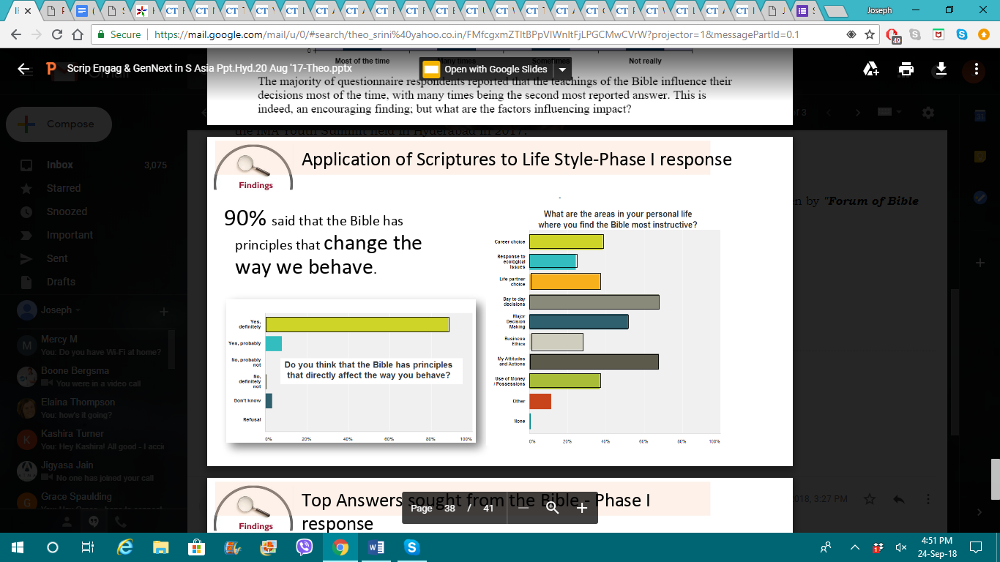 Joseph
Secure
https://mail.google.com/mail/u/0/#search/theo_srini%40yahoo.co.in/FMfcgxmZTltBPpVlWnltFjLPGCMwCVrW?projector=1&messagePartId=0.1
49
Scrip Engag & GenNext in S Asia Ppt.Hyd.20 Aug '17-Theo.pptx
Open with Google Slides
Compose
Inbox 3,075
Starred
Snoozed
Important
Sent
Drafts
Joseph
Mercy M
You: Do you have Wi-Fi at home?
Boone Bergsma
You were in a video call
Elaina Thompson
You: how's it going?
Kashira Turner
You: Hey Kashira! All good - I acci
Jigyasa Jain
No one has joined your call
Grace Spaulding
0
Most of the time Many times Sometimes Not really
The majority of questionnaire respondents reported that the teachings of the Bible influence their
decisions most of the time, with many times being the second most reported answer. This is
indeed, an encouraging finding; but what are the factors influencing impact?
of 3
the IMA Youth Summit held in Hyderabad in 2017.
n by "Forum of Bible
Findings
Application of Scriptures to Life Style-Phase I response
90% said that the Bible has
principles that change the
way we behave.
Yes,
definitely
Yes, probably
No, probably
not
No,
definitely
not
Don't know
Refusal
Do you think that the Bible has principles
that directly affect the way you behave?
0% 20% 40% 60% 80% 100%
What are the areas in your personal life
where you find the Bible most instructive?
Career choice
Response to
ecological
issues
Life partner
choice
Day to day
decisions
Major
Decision
Making
Business
Ethics
My Attitudes
and Actions
Use of Money
/ Possessions
Other
None
0% 20% 40% 60% 80% 100%
Findings
Top Answers sought from the Bible - Phase I
response
Page 38 / 41
2018, 3:27 PM
4:51 PM
24-Sep-18